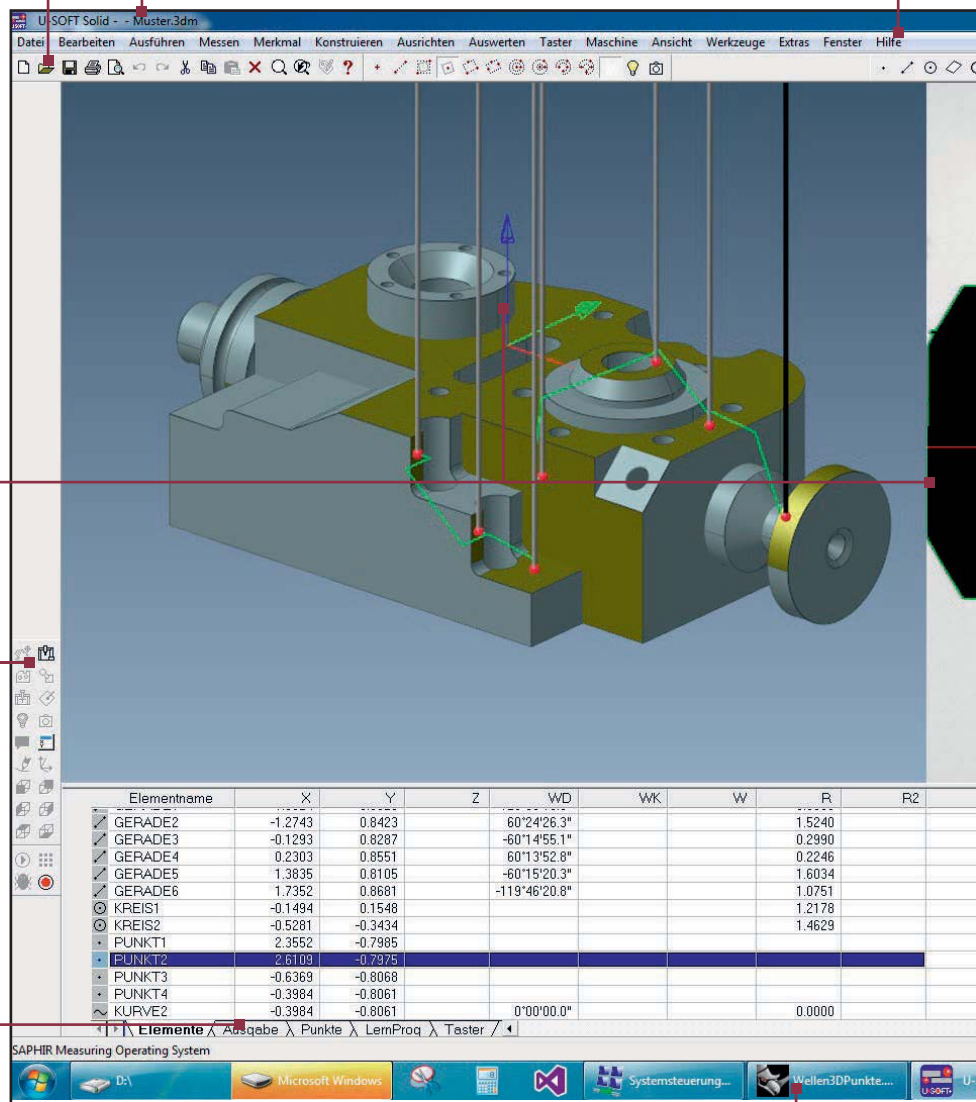 U-SOFT Solid - - Muster.3dm
Datei Bearbeiten Ausführen Messen Merkmal Konstruieren Ausrichten Auswerten Taster Maschine Ansicht Werkzeuge Extras Fenster Hilfe
Elementname X Y Z WD WK W R R2
GERADE2 -1.2743 0.8423 60°24'26.3" 1.5240
GERADE3 -0.1293 0.8287 -60°14'55.1" 0.2990
GERADE4 0.2303 0.8551 60°13'52.8" 0.2246
GERADE5 1.3835 0.8105 -60°15'20.3" 1.6034
GERADE6 1.7352 0.8681 -119°46'20.8" 1.0751
KREIS1 -0.1494 0.1548 1.2178
KREIS2 -0.5281 -0.3434 1.4629
PUNKT1 2.3552 -0.7985
PUNKT2 2.6109 -0.7975
PUNKT3 -0.6369 -0.8068
PUNKT4 -0.3984 -0.8061
KURVE2 -0.3984 -0.8061 0°00'00.0" 0.0000
Elemente Ausgabe Punkte LernProg Taster
SAPHIR Measuring Operating System
D:\ Microsoft Windows Systemsteuerung... Wellen3DPunkte.... U-SOFT U-